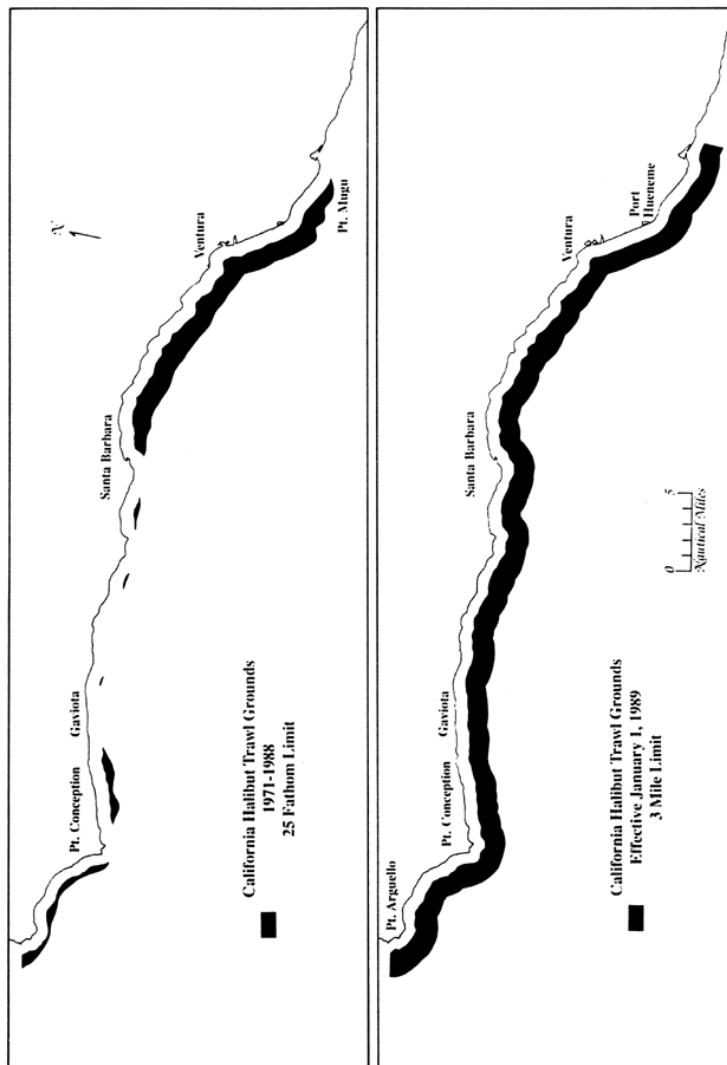 N
Pt. Conception
Gaviota
Santa Barbara
Ventura
Pt. Mugu
California Halibut Trawl Grounds
1971-1988
25 Fathom Limit
Pt. Arguello
Pt. Conception
Gaviota
Santa Barbara
Ventura
Port
Hueneme
California Halibut Trawl Grounds
Effective January 1, 1989
3 Mile Limit
0 5
Nautical Miles